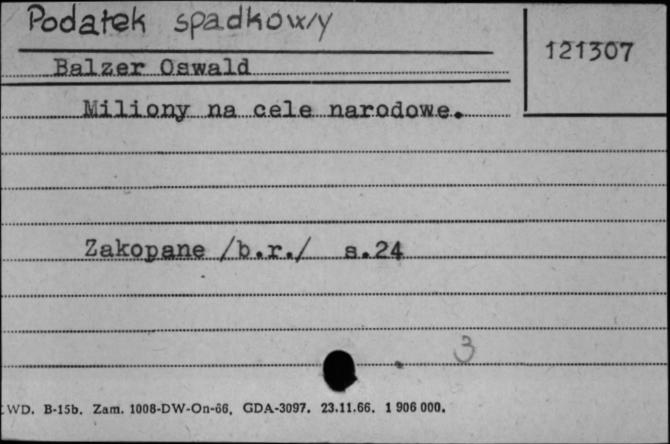 Podatek spadkowy
121307
Balzer Oswald
Miliony na cele narodowe.
Zakopane /b.r./ s.24
3
WD. B-15b. Zam. 1008-DW-On-66. GDA-3097. 23.11.66. 1 906 000.